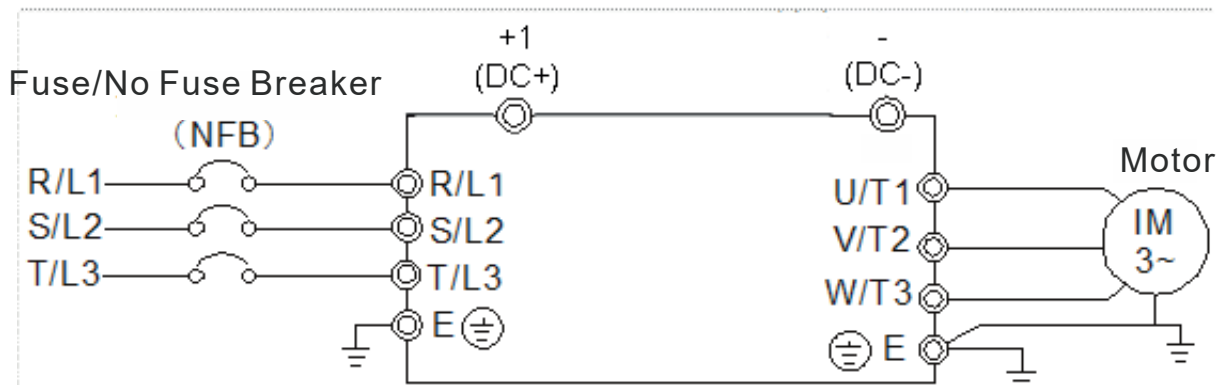 +1
(DC+)
-
(DC-)
Fuse/No Fuse Breaker
（NFB）
Motor
R/L1
R/L1
U/T1
S/L2
S/L2
V/T2
IM
3~
T/L3
T/L3
W/T3
E
E